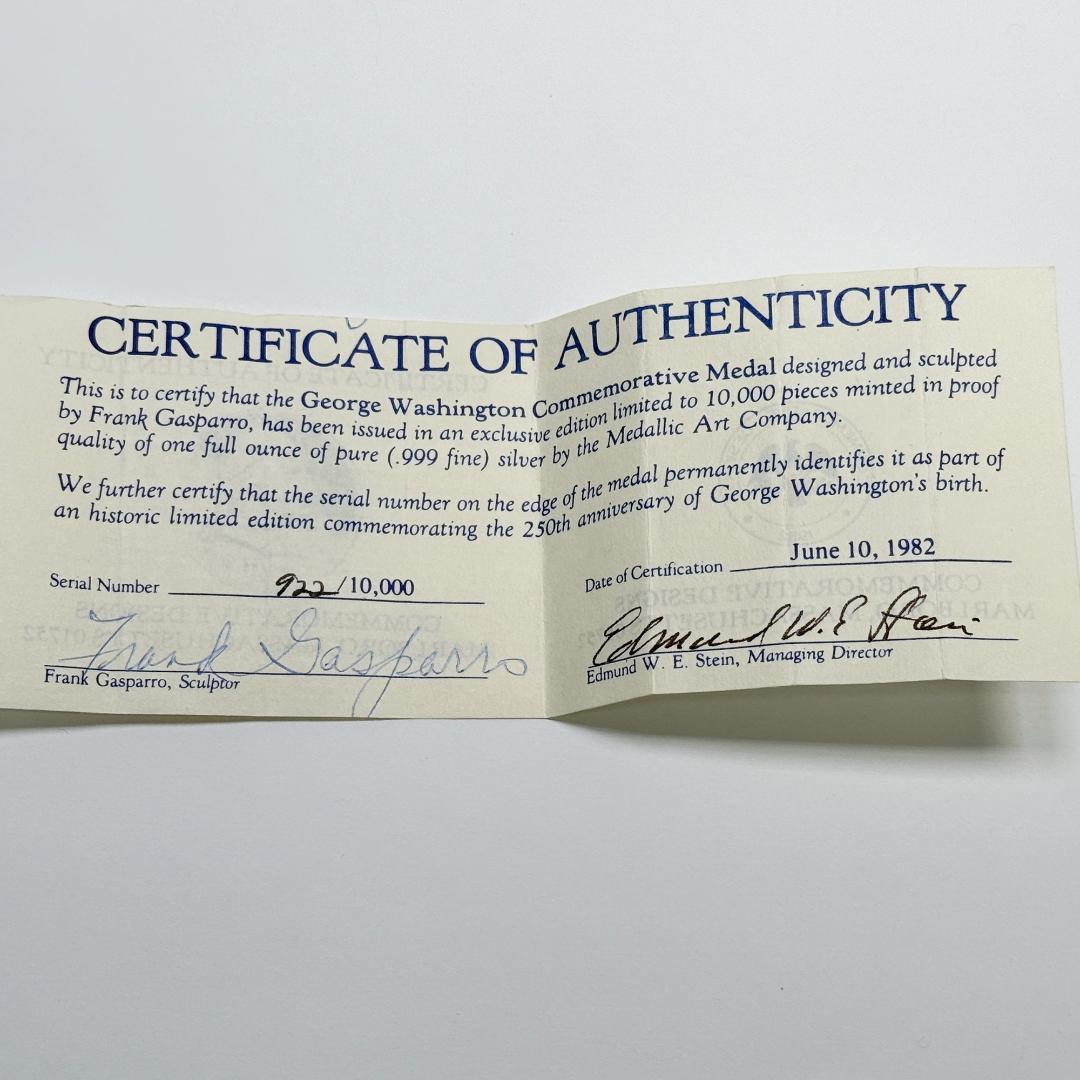 CERTIFICATE OF AUTHENTICITY
This is to certify that the George Washington Commemorative Medal designed and sculpted
by Frank Gasparro, has been issued in an exclusive edition limited to 10,000 pieces minted in proof
quality of one full ounce of pure (.999 fine) silver by the Medallic Art Company.
We further certify that the serial number on the edge of the medal permanently identifies it as part of
an historic limited edition commemorating the 250th anniversary of George Washington's birth.
Serial Number 922/10,000
Date of Certification June 10, 1982
Frank Gasparro
Edmund W. E. Stein
Frank Gasparro, Sculptor
Edmund W. E. Stein, Managing Director